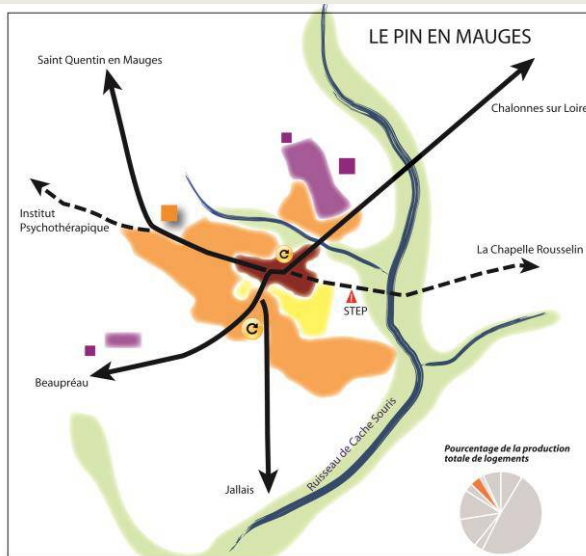 LE PIN EN MAUGES
Saint Quentin en Mauges
Chalonnes sur Loire
Institut
Psychothérapique
La Chapelle Rousselin
STEP
Beaupréau
Ruisseau de Cache Souris
Jallais
Pourcentage de la production
totale de logements